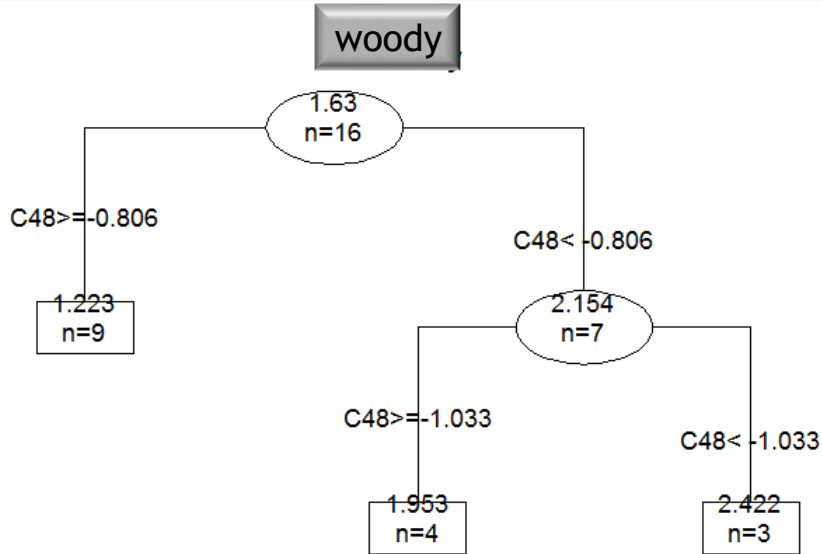 woody
1.63
n=16
C48>=-0.806
C48< -0.806
1.223
n=9
2.154
n=7
C48>=-1.033
C48< -1.033
1.953
n=4
2.422
n=3